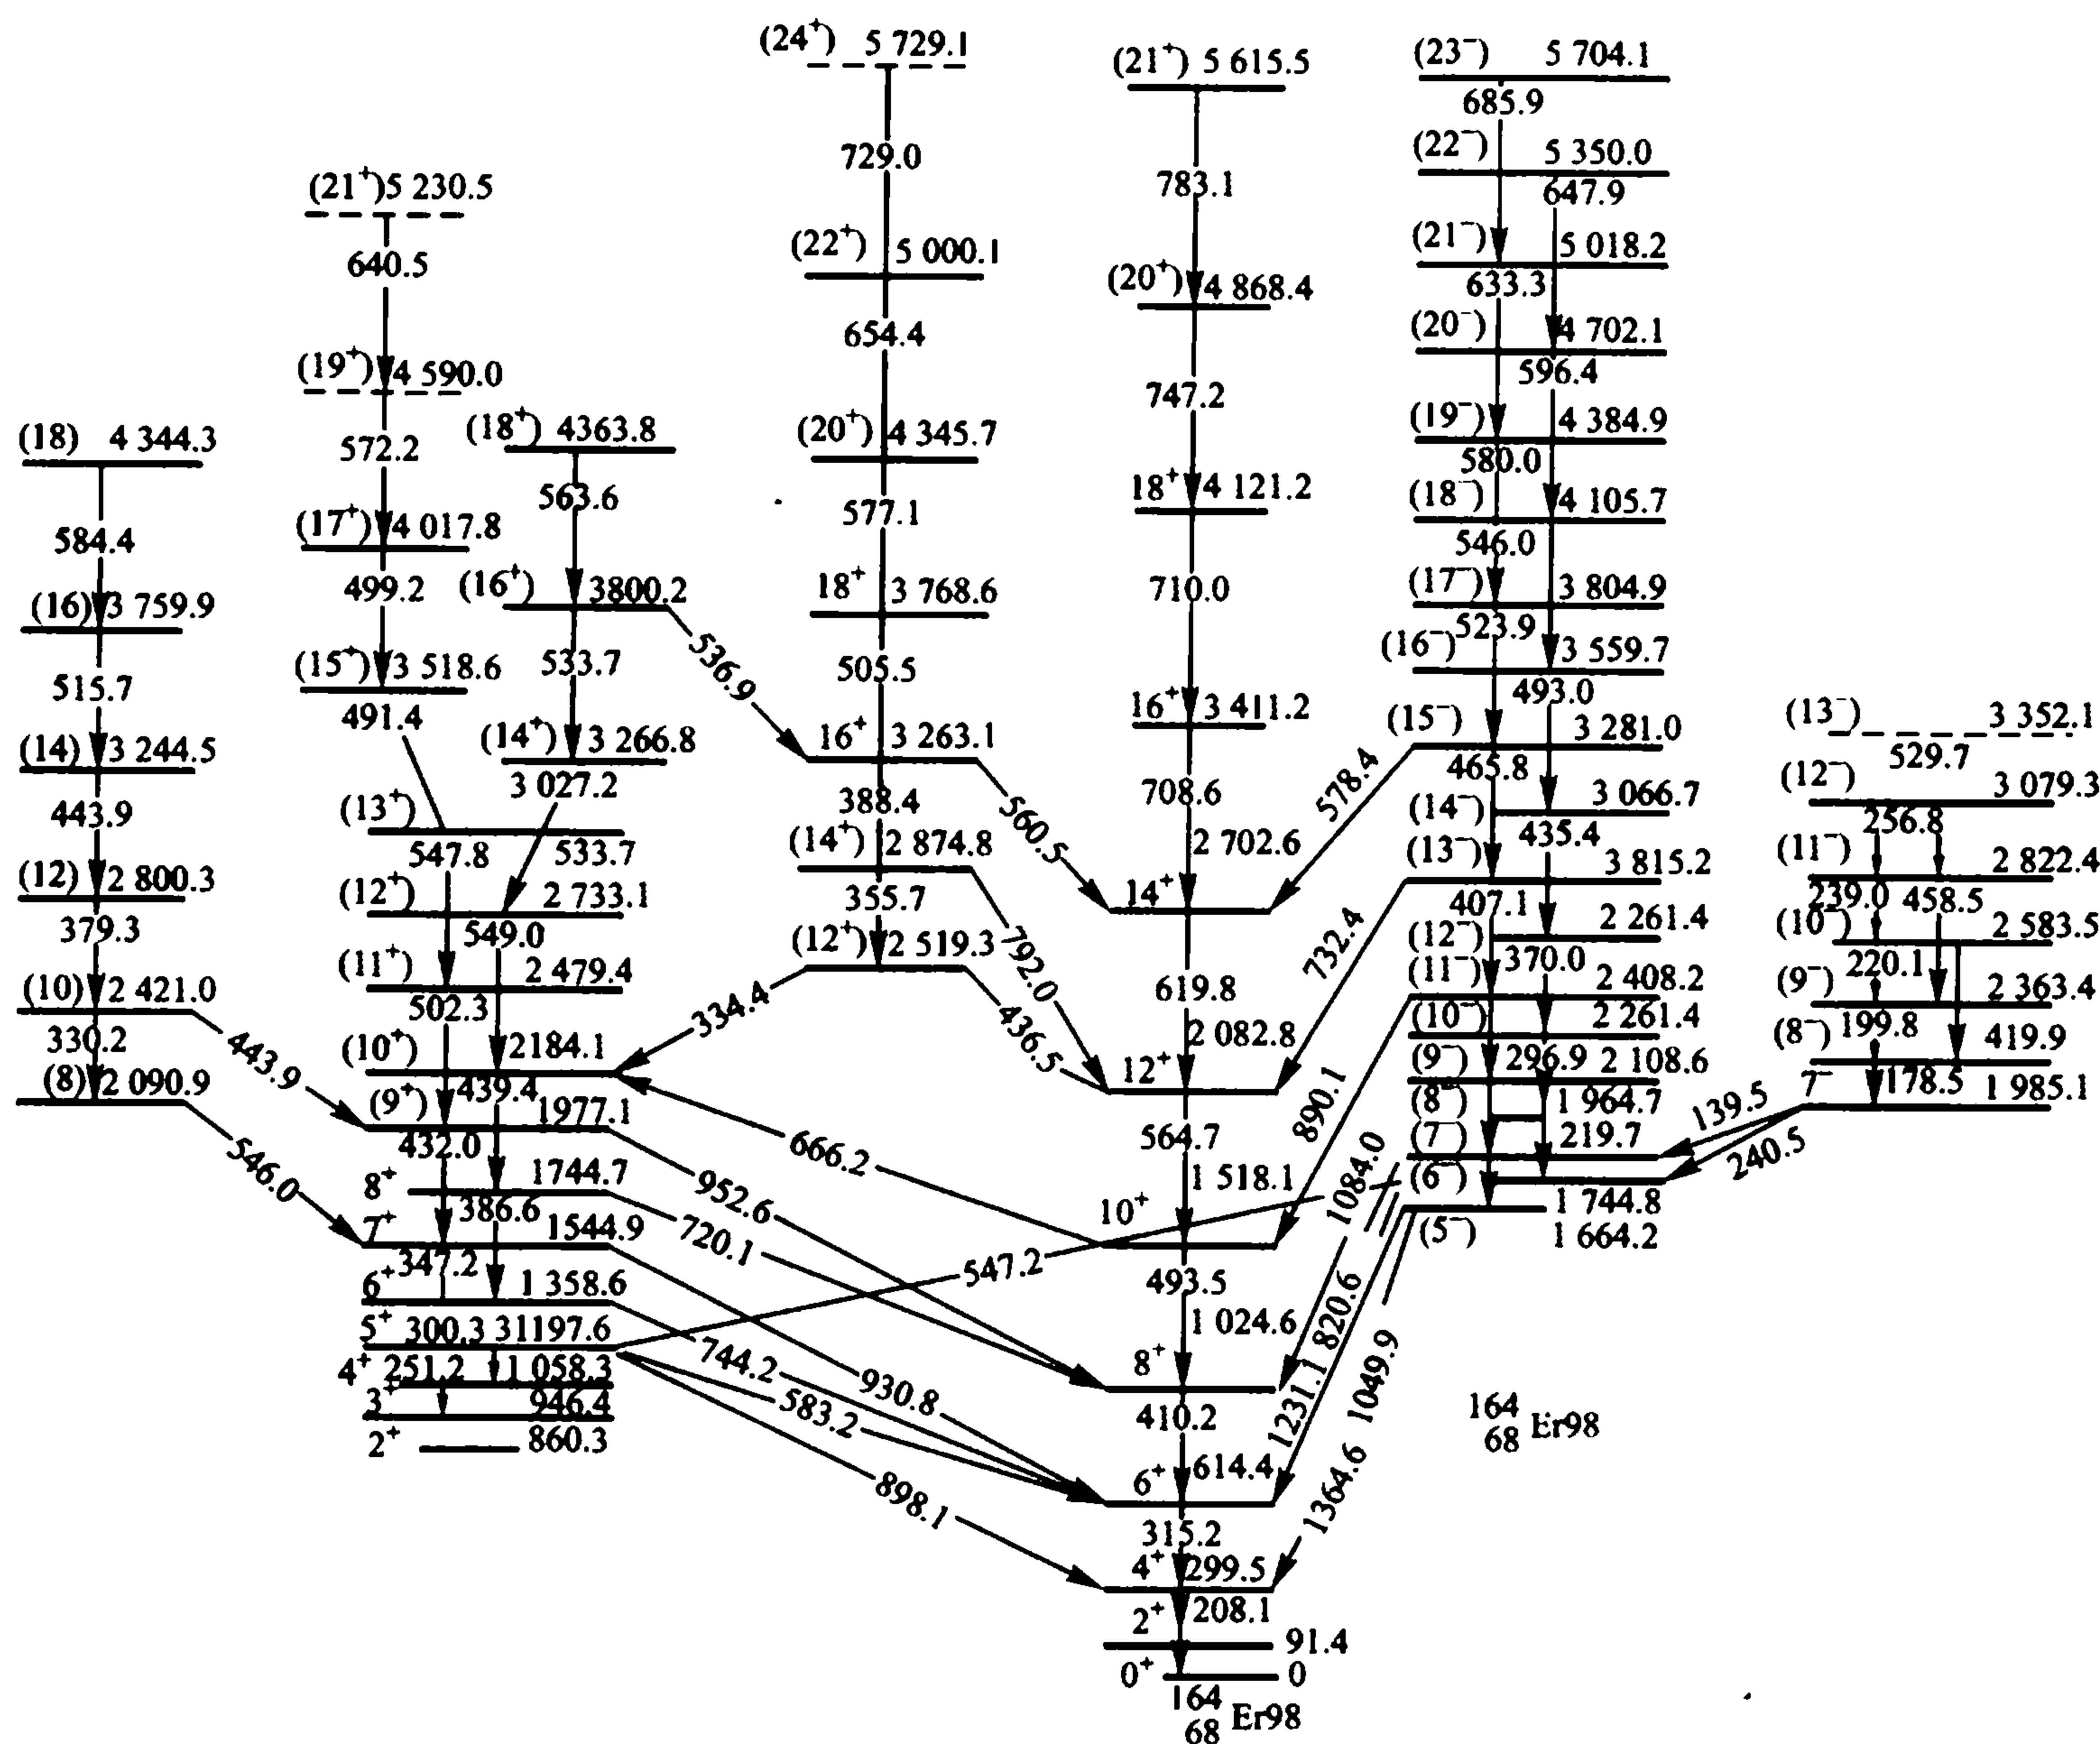 (24+) 5 729.1
729.0
(22+) 5 000.1
654.4
(20+) 4 345.7
577.1
18+ 3 768.6
505.5
16+ 3 263.1
388.4
(14+) 2 874.8
355.7
(12+) 2 519.3
(21+) 5 615.5
783.1
(20+) 4 868.4
747.2
18+ 4 121.2
710.0
16+ 3 411.2
708.6
2 702.6
14+
619.8
2 082.8
12+
564.7
1 518.1
10+
493.5
1 024.6
8+
410.2
614.4
6+
315.2
4+ 299.5
208.1
2+ 91.4
0+ 0
164
68 Er98
(23-) 5 704.1
685.9
(22-) 5 350.0
647.9
(21-) 5 018.2
633.3
(20-) 4 702.1
596.4
(19-) 4 384.9
580.0
(18-) 4 105.7
546.0
(17-) 3 804.9
523.9
(16-) 3 559.7
493.0
(15-) 3 281.0
465.8
(14-) 3 066.7
435.4
(13-) 3 815.2
407.1
(12-) 2 261.4
370.0
(11-) 2 408.2
(10-) 2 261.4
296.9
(9-) 2 108.6
(8-) 1 964.7
(7-) 219.7
(6-) 1 744.8
(5-) 1 664.2
(13-) 3 352.1
529.7
(12-) 3 079.3
256.8
(11-) 2 822.4
239.0 458.5
(10-) 2 583.5
220.1
(9-) 2 363.4
199.8
(8-) 419.9
178.5
7- 1 985.1
139.5
240.5
(21+) 5 230.5
640.5
(19+) 4 590.0
572.2
(17+) 4 017.8
499.2
(15+) 3 518.6
491.4
(18+) 4363.8
563.6
(16+) 3800.2
533.7
(14+) 3 266.8
3 027.2
(13+)
547.8 533.7
(12+) 2 733.1
549.0
(11+) 2 479.4
502.3
(10+) 2184.1
439.4
(9+) 1977.1
432.0
8+ 1744.7
386.6
7+ 1544.9
347.2
6+ 1 358.6
5+ 300.3 31197.6
4+ 251.2 1 058.3
3+ 946.4
2+ 860.3
(18) 4 344.3
584.4
(16) 3 759.9
515.7
(14) 3 244.5
443.9
(12) 2 800.3
379.3
(10) 2 421.0
330.2
(8) 2 090.9
443.9
546.0
536.9
560.5
792.0
334.4
436.5
666.2
952.6
720.1
547.2
744.2
930.8
583.2
898.1
578.4
732.4
890.1
1084.0
820.6
1231.1
1049.9
1364.6
164
68 Er98